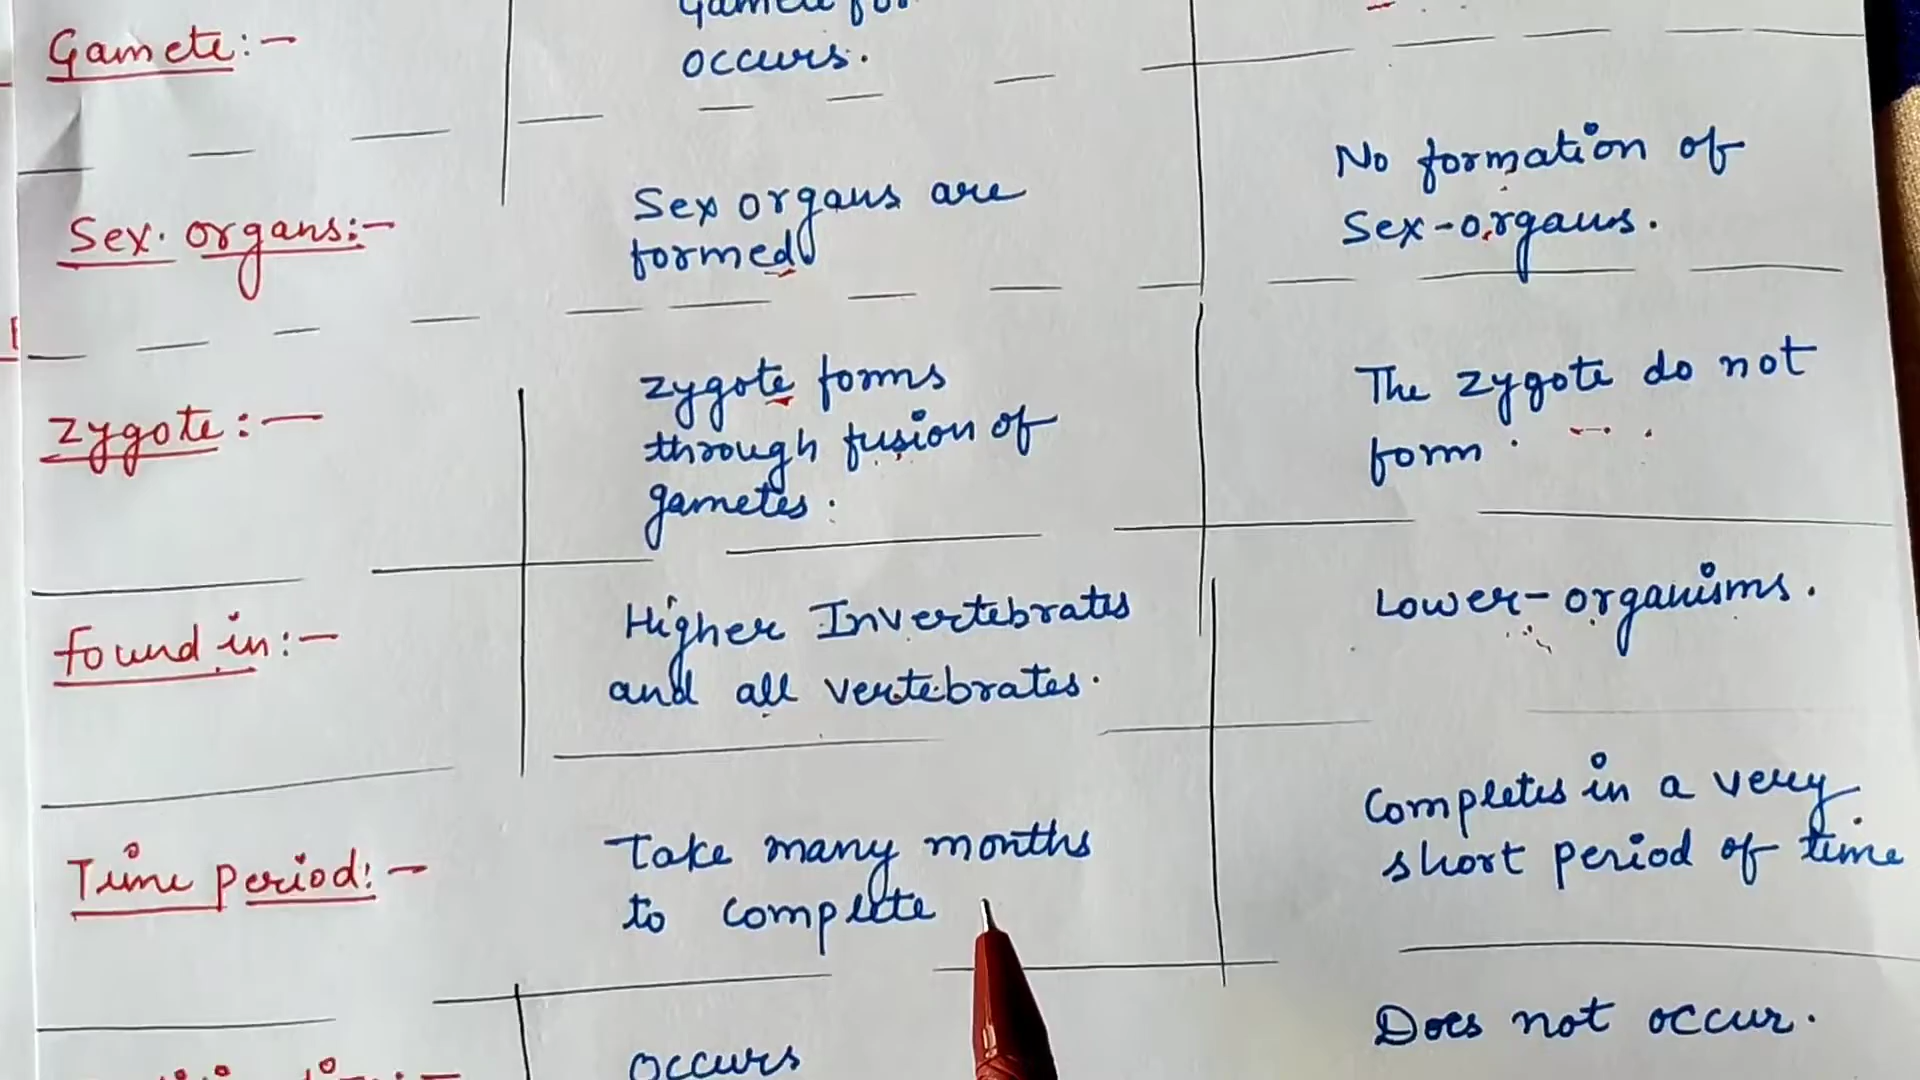 Gamete:-
occurs.
Sex. organs:-
Sex organs are
formed
No formation of
Sex-organs.
Zygote:-
Zygote forms
through fusion of
gametes.
The zygote do not
form.
Found in:-
Higher Invertebrates
and all vertebrates.
Lower-organisms.
Time period:-
Take many months
to complete
Completes in a very
short period of time
occurs
Does not occur.